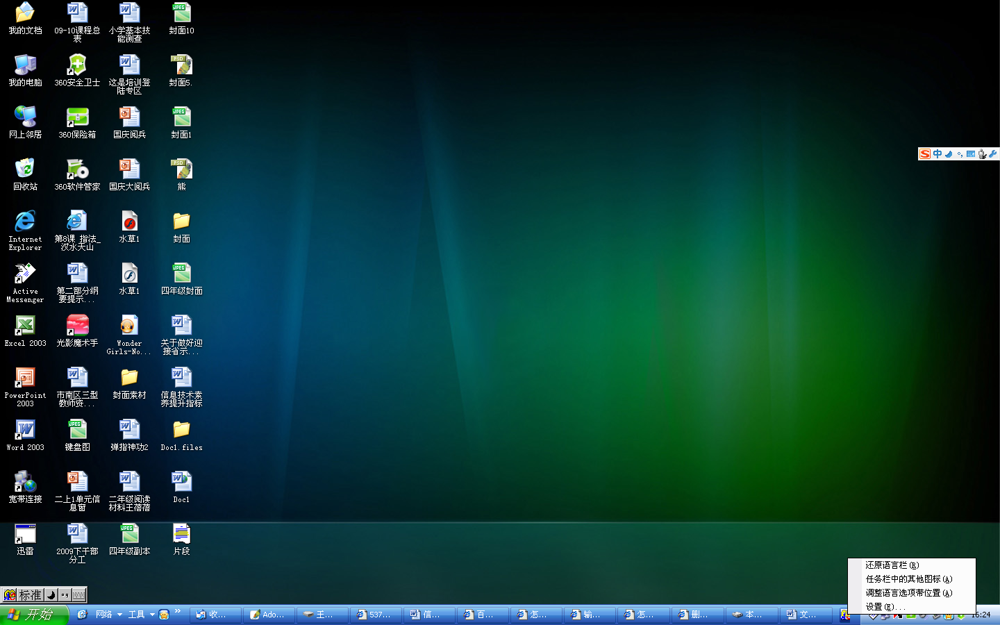 我的文档
09-10课程总
表
小学基本技
能调查
封面10
我的电脑
360安全卫士
这是培训登
陆专区
封面5.
网上邻居
360保险箱
国庆阅兵
封面1
回收站
360软件管家
国庆大阅兵
熊
Internet
Explorer
第8课 指法_
汉水天山
水草1
封面
Active
Messenger
第二部分纲
要提示...
水草1
四年级封面
Excel 2003
光影魔术手
Wonder
Girls-No...
关于做好迎
接省示...
PowerPoint
2003
市南区三型
教师资...
封面素材
信息技术素
养提升指标
Word 2003
键盘图
弹指神功2
Doc1.files
宽带连接
二上1单元信
息窗
二年级阅读
材料王蓓蓓
Doc1
迅雷
2009下干部
分工
四年级副本
片段
中
还原语言栏(R)
任务栏中的其他图标(A)
调整语言选项带位置(A)
设置(E)...
标准
开始
网络
工具
收...
Ado...
王...
537...
信...
百...
怎...
输...
怎...
删...
本...
文...
16:24